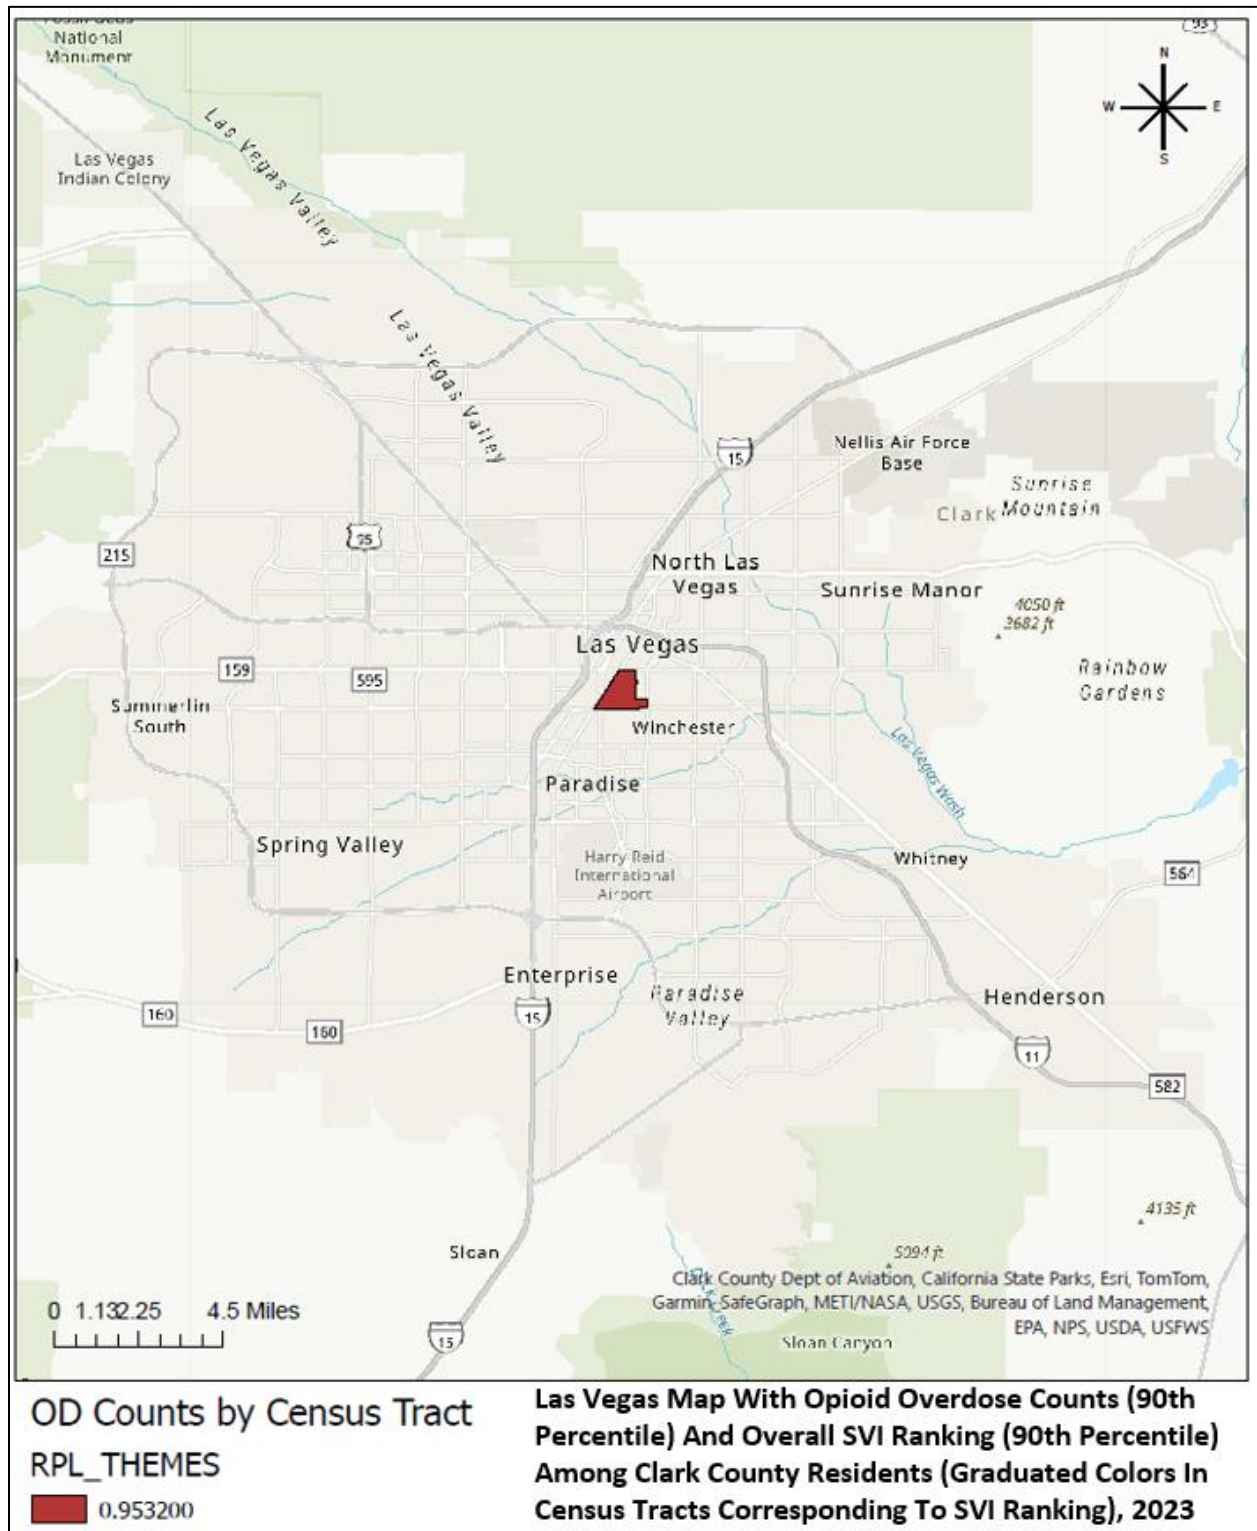 National
Monument
93
N
W E
S
Las Vegas Valley
Las Vegas
Indian Colony
Las Vegas Valley
Nellis Air Force
Base
15
Sunrise
Mountain
Clark
95
215
North Las
Vegas
Sunrise Manor
4050 ft
3682 ft
Las Vegas
159
595
Rainbow
Gardens
Summerlin
South
Winchester
Las Vegas Wash
Paradise
Spring Valley
Harry Reid
International
Airport
Whitney
564
Enterprise
Paradise
Valley
Henderson
160
160
15
11
582
4135 ft
Sloan
5094 ft
Clark County Dept of Aviation, California State Parks, Esri, TomTom,
Garmin, SafeGraph, METI/NASA, USGS, Bureau of Land Management,
EPA, NPS, USDA, USFWS
0 1.13 2.25 4.5 Miles
15
Sloan Canyon
OD Counts by Census Tract
RPL_THEMES
0.953200
Las Vegas Map With Opioid Overdose Counts (90th
Percentile) And Overall SVI Ranking (90th Percentile)
Among Clark County Residents (Graduated Colors In
Census Tracts Corresponding To SVI Ranking), 2023